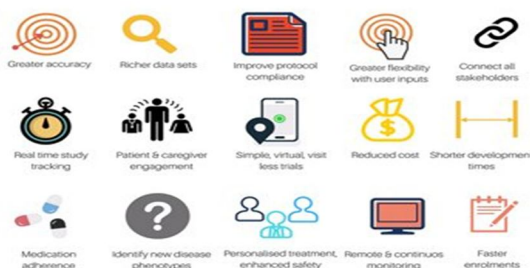 Greater accuracy
Richer data sets
Improve protocol
compliance
Greater flexibility
with user inputs
Connect all
stakeholders
Real time study
tracking
Patient & caregiver
engagement
Simple, virtual, visit
less trials
Reduced cost
Shorter development
times
Medication
adherence
Identify new disease
phenotypes
Personalised treatment,
enhanced safety
Remote & continuos
monitoring
Faster
enrolments